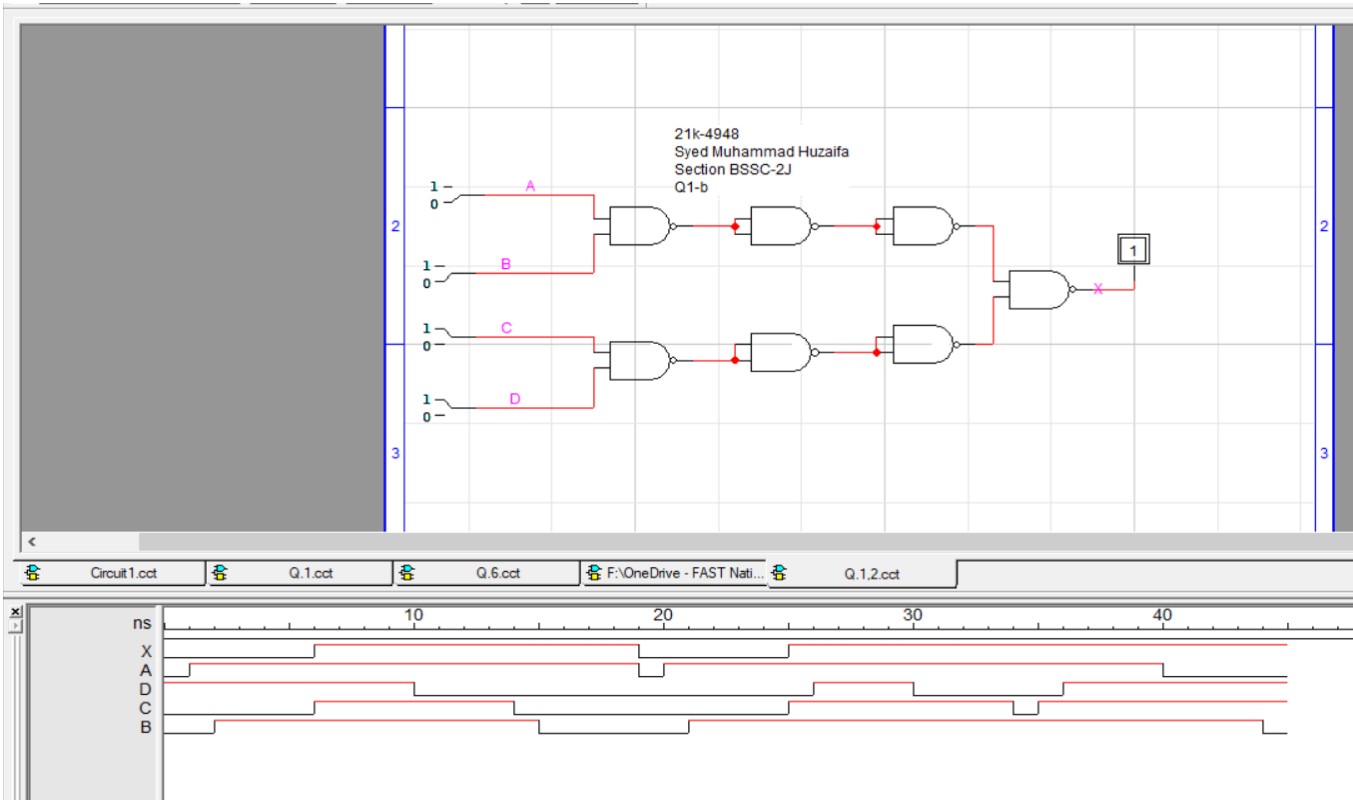 21k-4948
Syed Muhammad Huzaifa
Section BSSC-2J
Q1-b
1
0
A
2
2
1
1
0
B
X
1
0
C
1
0
D
3
3
<
Circuit1.cct
Q.1.cct
Q.6.cct
F:\OneDrive - FAST Nati...
Q.1,2.cct
ns
10
20
30
40
X
A
D
C
B